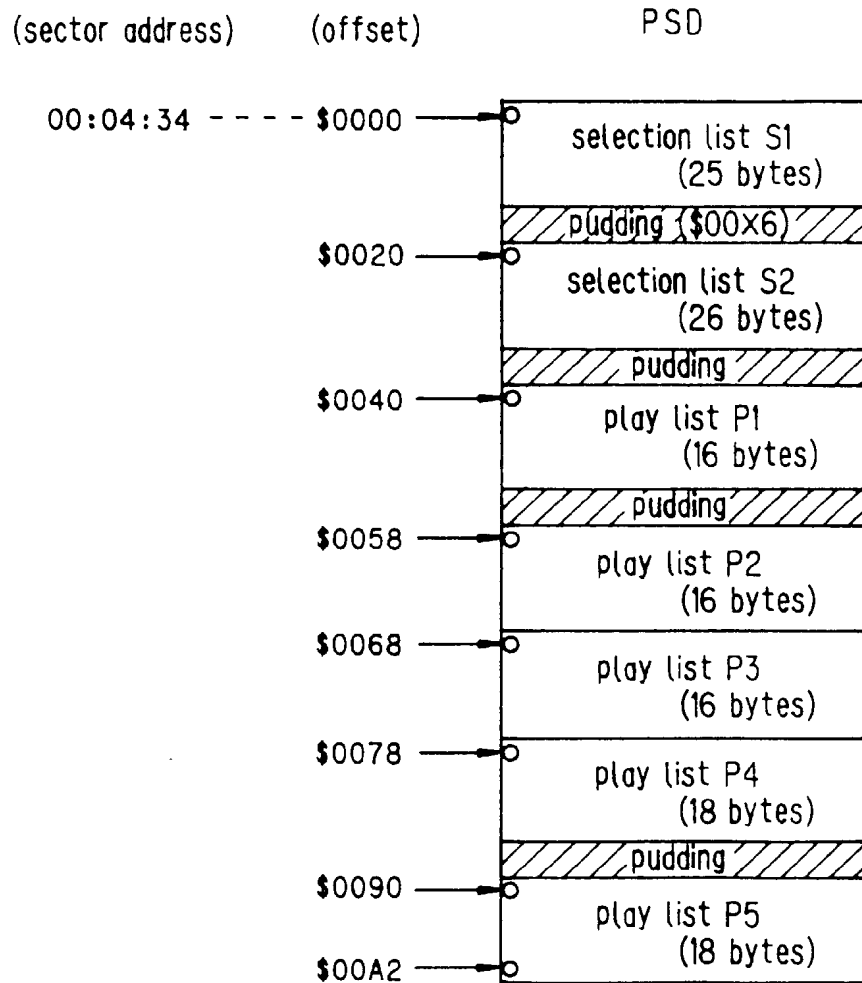 (sector address) (offset) PSD
00:04:34 - - - - $0000
selection list S1
(25 bytes)
pudding ($00×6)
$0020
selection list S2
(26 bytes)
pudding
$0040
play list P1
(16 bytes)
pudding
$0058
play list P2
(16 bytes)
$0068
play list P3
(16 bytes)
$0078
play list P4
(18 bytes)
pudding
$0090
play list P5
(18 bytes)
$00A2